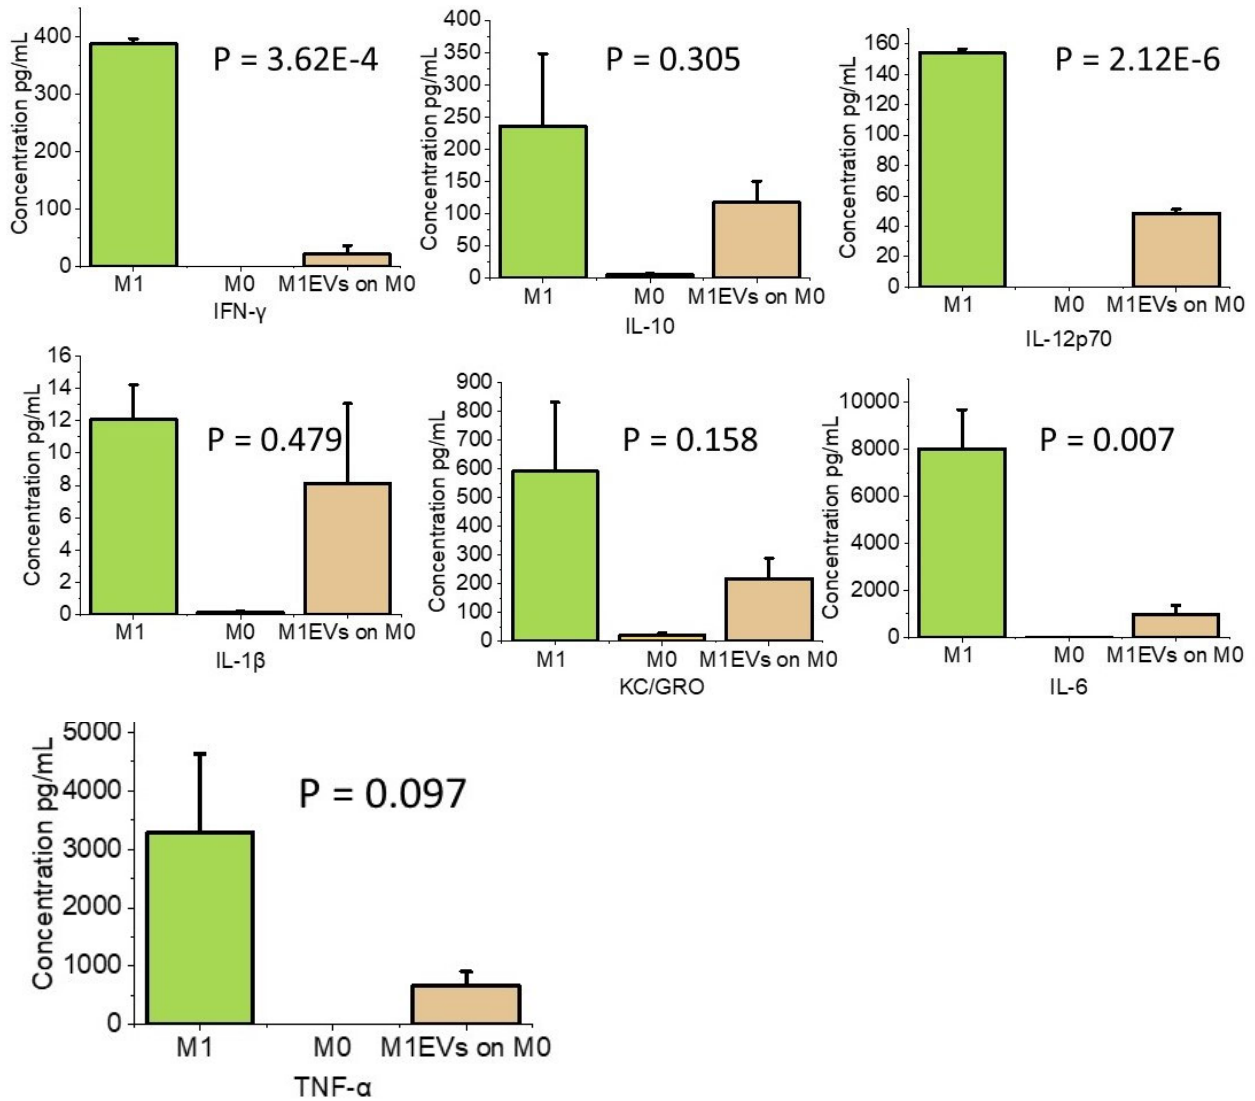 Concentration pg/mL
400
300
200
100
0
P = 3.62E-4
M1 M0 M1EVs on M0
IFN-γ
Concentration pg/mL
400
350
300
250
200
150
100
50
0
P = 0.305
M1 M0 M1EVs on M0
IL-10
Concentration pg/mL
160
140
120
100
80
60
40
20
0
P = 2.12E-6
M1 M0 M1EVs on M0
IL-12p70
Concentration pg/mL
16
14
12
10
8
6
4
2
0
P = 0.479
M1 M0 M1EVs on M0
IL-1β
Concentration pg/mL
900
800
700
600
500
400
300
200
100
0
P = 0.158
M1 M0 M1EVs on M0
KC/GRO
Concentration pg/mL
10000
8000
6000
4000
2000
0
P = 0.007
M1 M0 M1EVs on M0
IL-6
Concentration pg/mL
5000
4000
3000
2000
1000
0
P = 0.097
M1 M0 M1EVs on M0
TNF-α